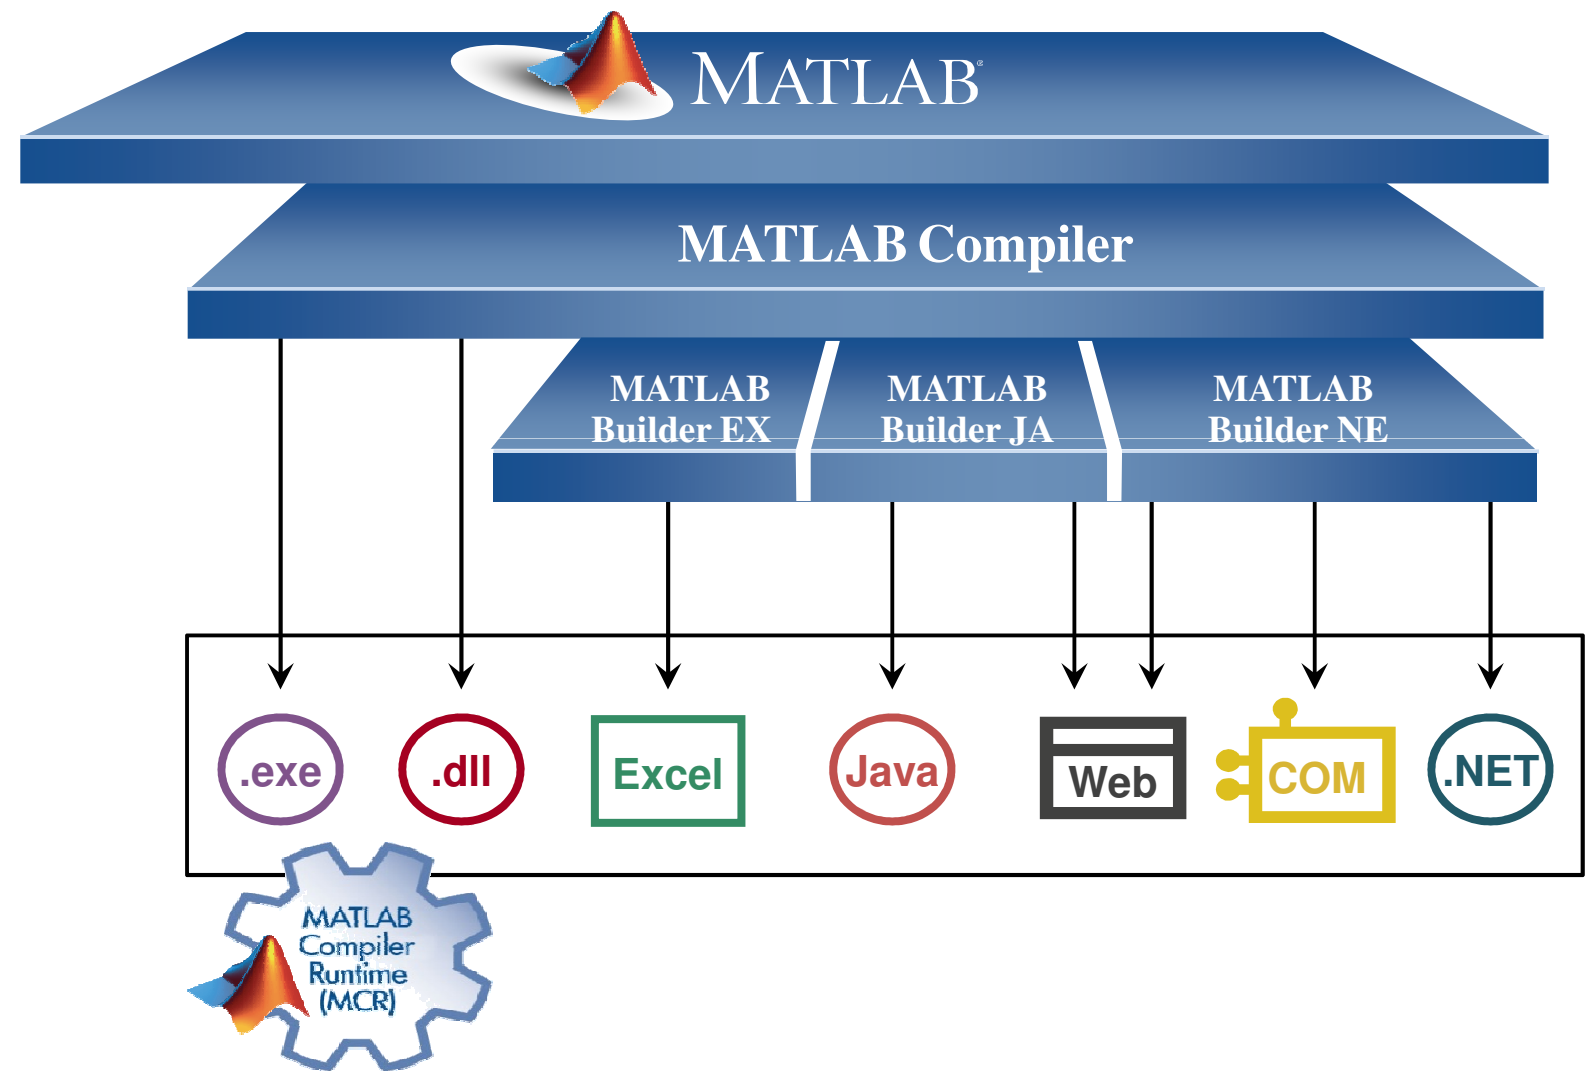 MATLAB®
MATLAB Compiler
MATLAB
Builder EX
MATLAB
Builder JA
MATLAB
Builder NE
.exe
.dll
Excel
Java
Web
COM
.NET
MATLAB
Compiler
Runtime
(MCR)